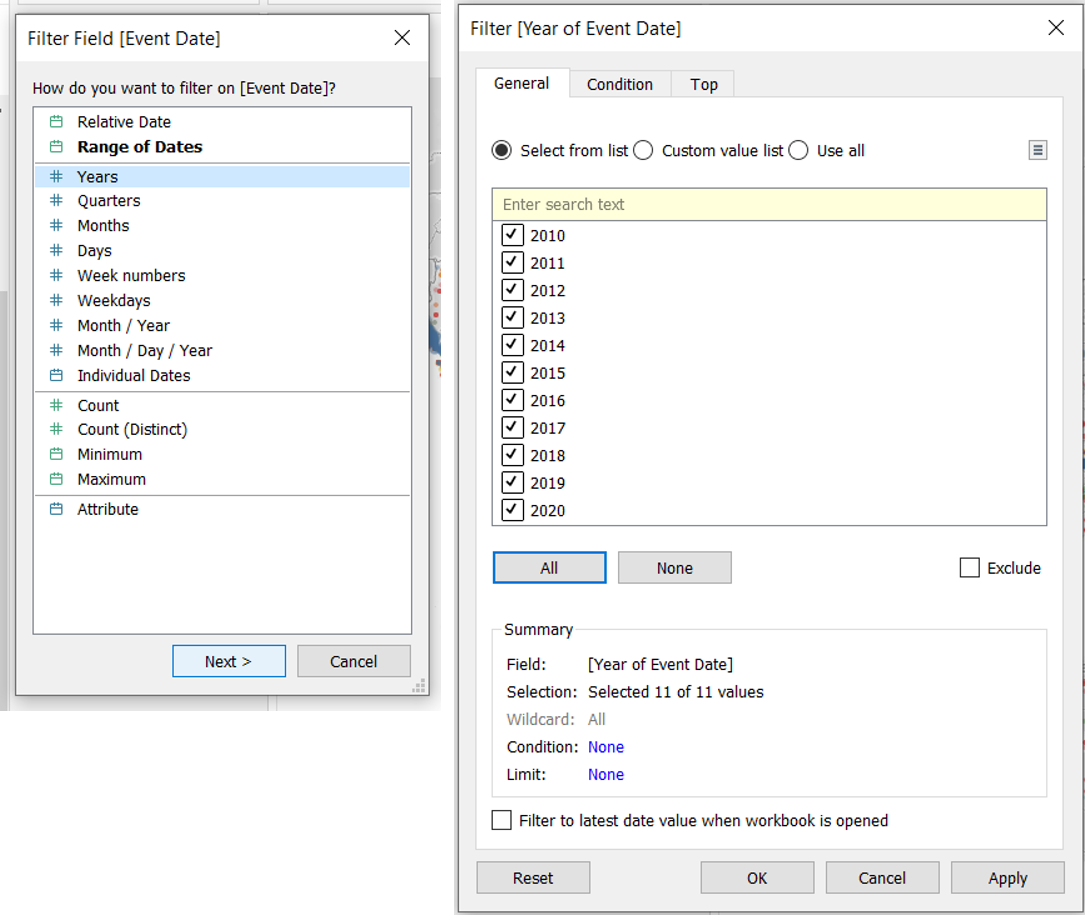 Filter Field [Event Date]
How do you want to filter on [Event Date]?
Relative Date
Range of Dates
Years
Quarters
Months
Days
Week numbers
Weekdays
Month / Year
Month / Day / Year
Individual Dates
Count
Count (Distinct)
Minimum
Maximum
Attribute
Next >
Cancel
Filter [Year of Event Date]
General
Condition
Top
Select from list
Custom value list
Use all
Enter search text
2010
2011
2012
2013
2014
2015
2016
2017
2018
2019
2020
All
None
Exclude
Summary
Field: [Year of Event Date]
Selection: Selected 11 of 11 values
Wildcard: All
Condition: None
Limit: None
Filter to latest date value when workbook is opened
Reset
OK
Cancel
Apply